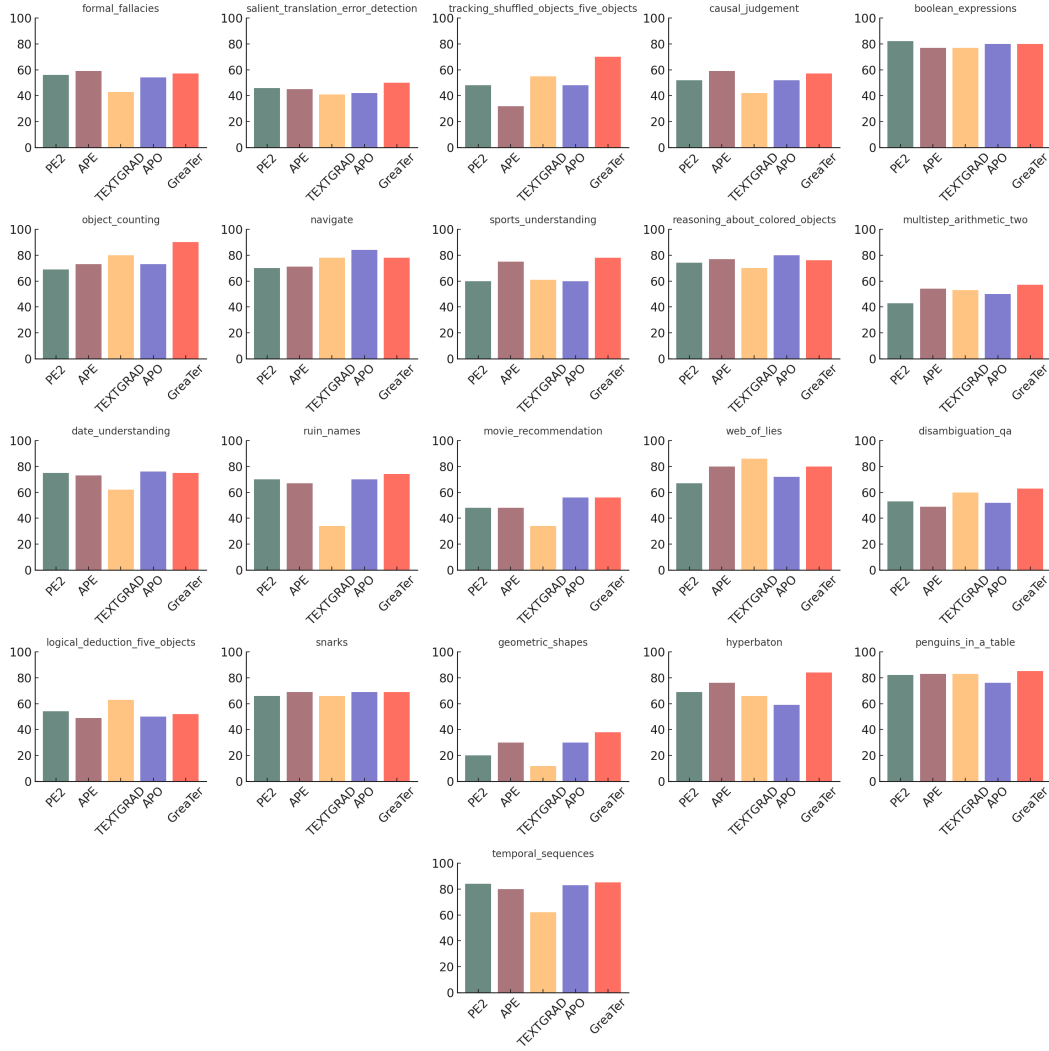 formal_fallacies
100
80
60
40
20
0
PE2
APE
TEXTGRAD
APO
GreaTer
salient_translation_error_detection
100
80
60
40
20
0
PE2
APE
TEXTGRAD
APO
GreaTer
tracking_shuffled_objects_five_objects
100
80
60
40
20
0
PE2
APE
TEXTGRAD
APO
GreaTer
causal_judgement
100
80
60
40
20
0
PE2
APE
TEXTGRAD
APO
GreaTer
boolean_expressions
100
80
60
40
20
0
PE2
APE
TEXTGRAD
APO
GreaTer
object_counting
100
80
60
40
20
0
PE2
APE
TEXTGRAD
APO
GreaTer
navigate
100
80
60
40
20
0
PE2
APE
TEXTGRAD
APO
GreaTer
sports_understanding
100
80
60
40
20
0
PE2
APE
TEXTGRAD
APO
GreaTer
reasoning_about_colored_objects
100
80
60
40
20
0
PE2
APE
TEXTGRAD
APO
GreaTer
multistep_arithmetic_two
100
80
60
40
20
0
PE2
APE
TEXTGRAD
APO
GreaTer
date_understanding
100
80
60
40
20
0
PE2
APE
TEXTGRAD
APO
GreaTer
ruin_names
100
80
60
40
20
0
PE2
APE
TEXTGRAD
APO
GreaTer
movie_recommendation
100
80
60
40
20
0
PE2
APE
TEXTGRAD
APO
GreaTer
web_of_lies
100
80
60
40
20
0
PE2
APE
TEXTGRAD
APO
GreaTer
disambiguation_qa
100
80
60
40
20
0
PE2
APE
TEXTGRAD
APO
GreaTer
logical_deduction_five_objects
100
80
60
40
20
0
PE2
APE
TEXTGRAD
APO
GreaTer
snarks
100
80
60
40
20
0
PE2
APE
TEXTGRAD
APO
GreaTer
geometric_shapes
100
80
60
40
20
0
PE2
APE
TEXTGRAD
APO
GreaTer
hyperbaton
100
80
60
40
20
0
PE2
APE
TEXTGRAD
APO
GreaTer
penguins_in_a_table
100
80
60
40
20
0
PE2
APE
TEXTGRAD
APO
GreaTer
temporal_sequences
100
80
60
40
20
0
PE2
APE
TEXTGRAD
APO
GreaTer